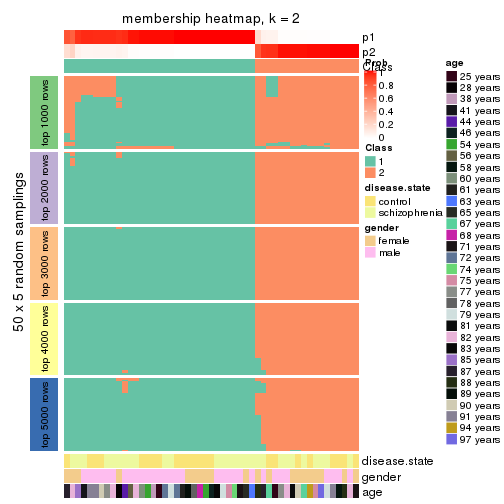 membership heatmap, k = 2
p1
p2
Class
50 x 5 random samplings
top 1000 rows
top 2000 rows
top 3000 rows
top 4000 rows
top 5000 rows
disease.state
gender
age
Prob
1
0.8
0.6
0.4
0.2
0
Class
1
2
disease.state
control
schizophrenia
gender
female
male
age
25 years
28 years
38 years
41 years
44 years
46 years
54 years
56 years
58 years
60 years
61 years
63 years
65 years
67 years
68 years
71 years
72 years
74 years
75 years
77 years
78 years
79 years
81 years
82 years
83 years
85 years
87 years
88 years
89 years
90 years
91 years
94 years
97 years